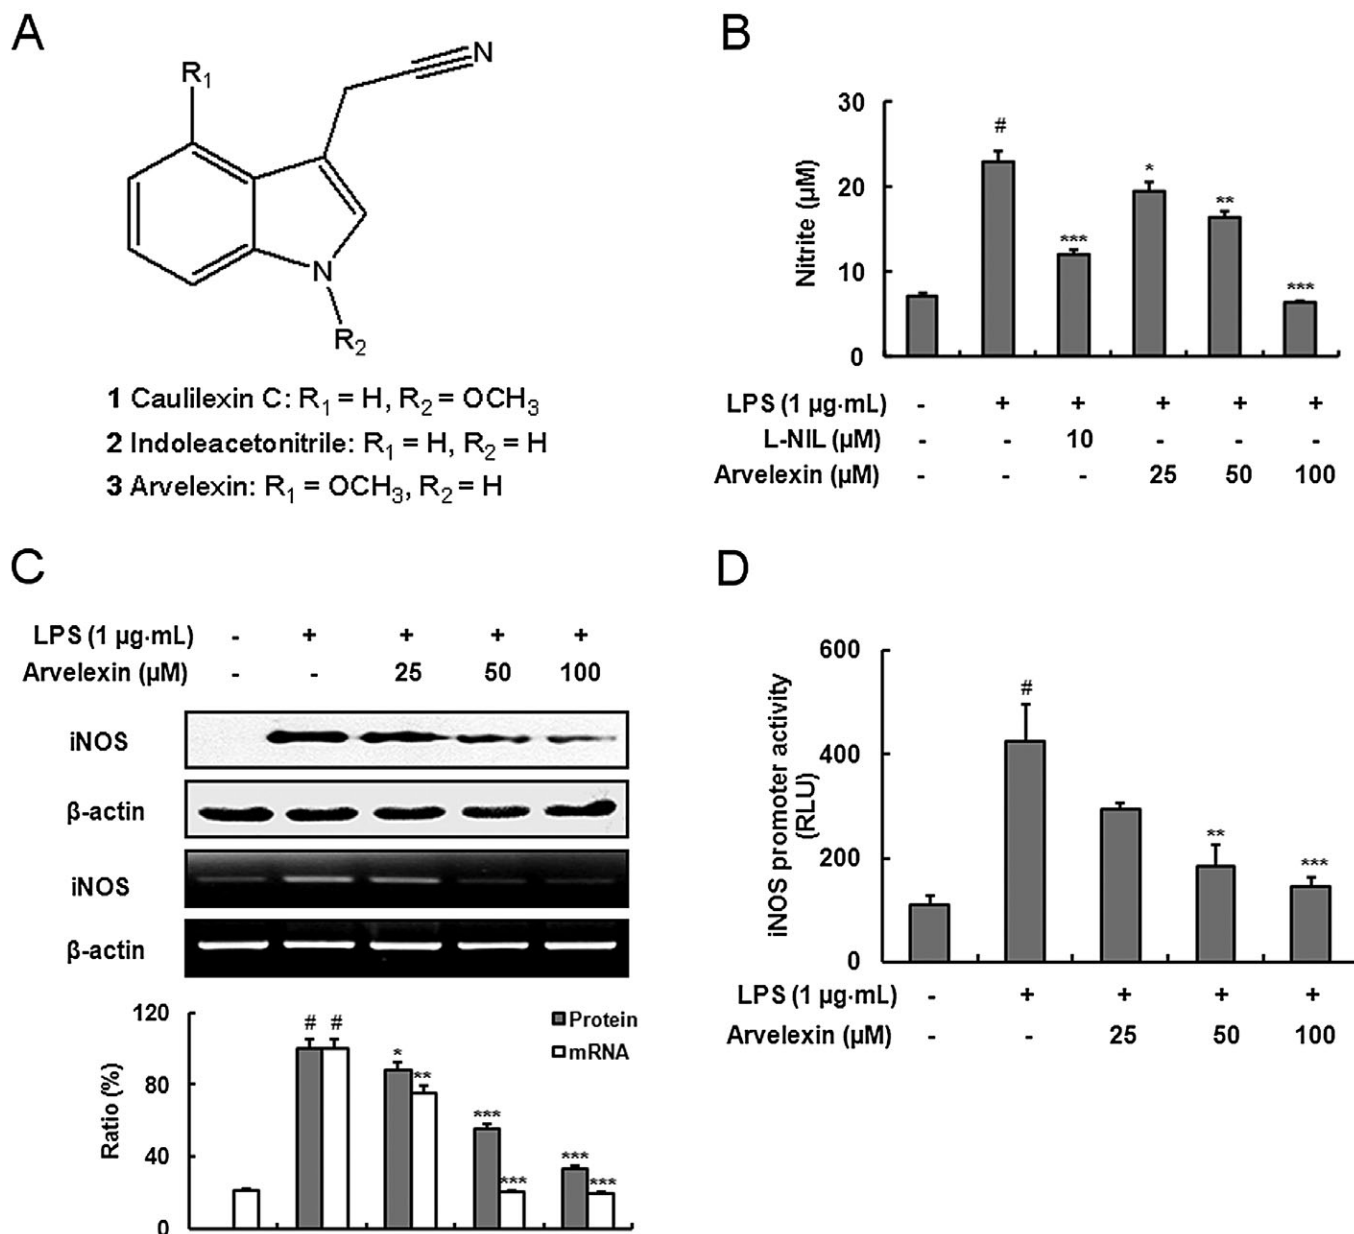 A
R1
N
N
R2
1 Caulilexin C: R1 = H, R2 = OCH3
2 Indoleacetonitrile: R1 = H, R2 = H
3 Arvelexin: R1 = OCH3, R2 = H
B
Nitrite (µM)
30
20
10
0
#
***
*
**
***
LPS (1 µg·mL) - + + + + +
L-NIL (µM) - - 10 - - -
Arvelexin (µM) - - - 25 50 100
C
LPS (1 µg·mL) - + + + +
Arvelexin (µM) - - 25 50 100
iNOS
β-actin
iNOS
β-actin
Ratio (%)
120
80
40
0
# #
*
**
***
***
***
***
Protein
mRNA
D
iNOS promoter activity
(RLU)
600
400
200
0
#
**
***
LPS (1 µg·mL) - + + + +
Arvelexin (µM) - - 25 50 100